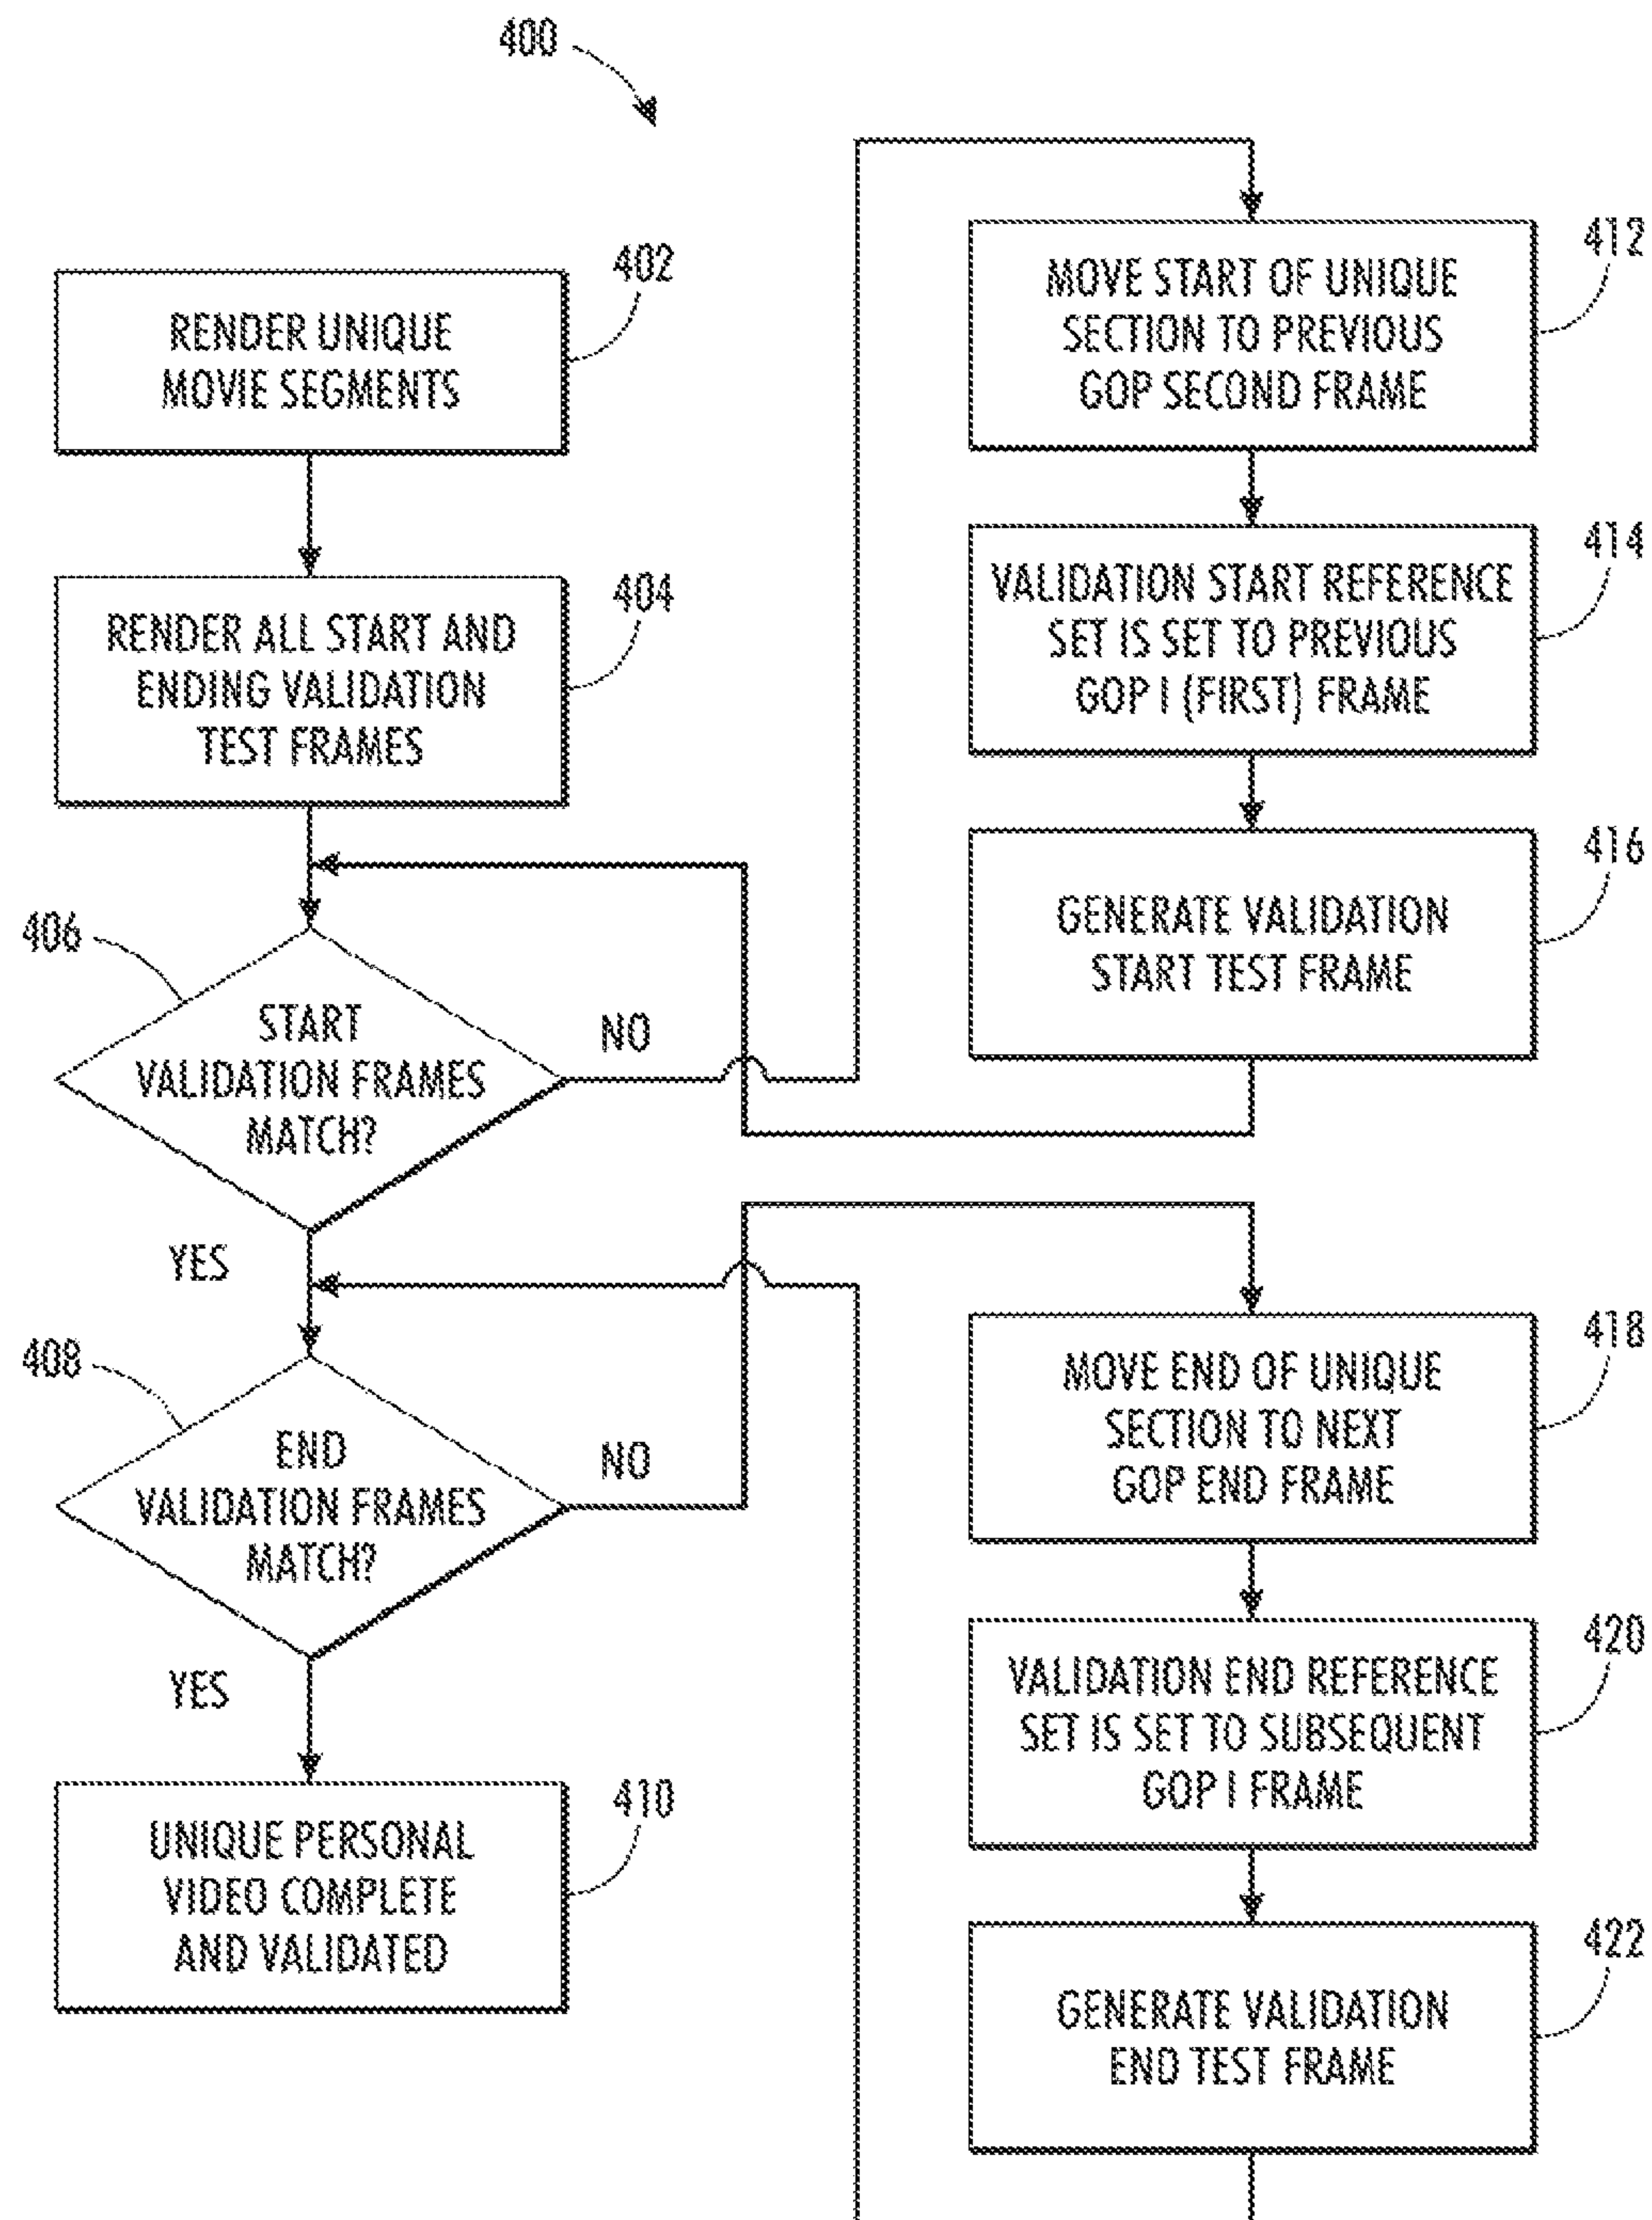 400
402
RENDER UNIQUE
MOVIE SEGMENTS
404
RENDER ALL START AND
ENDING VALIDATION
TEST FRAMES
406
START
VALIDATION FRAMES
MATCH?
NO
YES
408
END
VALIDATION FRAMES
MATCH?
NO
YES
410
UNIQUE PERSONAL
VIDEO COMPLETE
AND VALIDATED
412
MOVE START OF UNIQUE
SECTION TO PREVIOUS
GOP SECOND FRAME
414
VALIDATION START REFERENCE
SET IS SET TO PREVIOUS
GOP I (FIRST) FRAME
416
GENERATE VALIDATION
START TEST FRAME
418
MOVE END OF UNIQUE
SECTION TO NEXT
GOP END FRAME
420
VALIDATION END REFERENCE
SET IS SET TO SUBSEQUENT
GOP I FRAME
422
GENERATE VALIDATION
END TEST FRAME